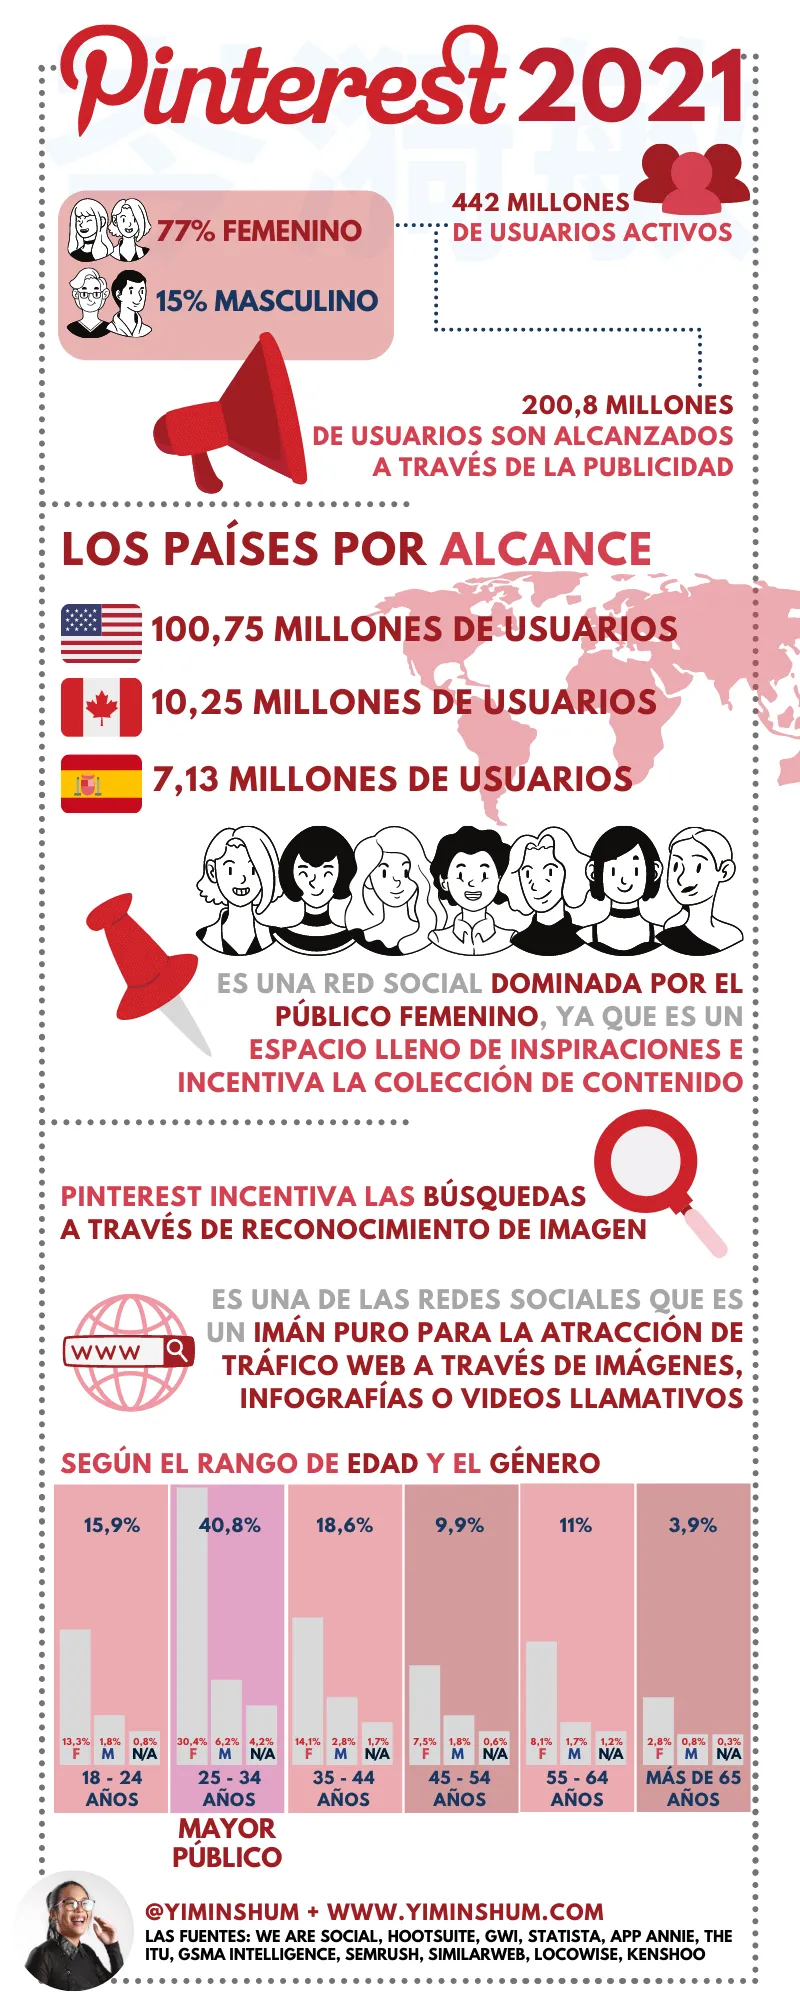 Pinterest 2021
77% FEMENINO
15% MASCULINO
442 MILLONES
DE USUARIOS ACTIVOS
200,8 MILLONES
DE USUARIOS SON ALCANZADOS
A TRAVÉS DE LA PUBLICIDAD
LOS PAÍSES POR ALCANCE
100,75 MILLONES DE USUARIOS
10,25 MILLONES DE USUARIOS
7,13 MILLONES DE USUARIOS
ES UNA RED SOCIAL DOMINADA POR EL
PÚBLICO FEMENINO, YA QUE ES UN
ESPACIO LLENO DE INSPIRACIONES E
INCENTIVA LA COLECCIÓN DE CONTENIDO
PINTEREST INCENTIVA LAS BÚSQUEDAS
A TRAVÉS DE RECONOCIMIENTO DE IMAGEN
WWW
ES UNA DE LAS REDES SOCIALES QUE ES
UN IMÁN PURO PARA LA ATRACCIÓN DE
TRÁFICO WEB A TRAVÉS DE IMÁGENES,
INFOGRAFÍAS O VIDEOS LLAMATIVOS
SEGÚN EL RANGO DE EDAD Y EL GÉNERO
15,9% 40,8% 18,6% 9,9% 11% 3,9%
13,3% 1,8% 0,8% 30,4% 6,2% 4,2% 14,1% 2,8% 1,7% 7,5% 1,8% 0,6% 8,1% 1,7% 1,2% 2,8% 0,8% 0,3%
F M N/A F M N/A F M N/A F M N/A F M N/A F M N/A
18 - 24 25 - 34 35 - 44 45 - 54 55 - 64 MÁS DE 65
AÑOS AÑOS AÑOS AÑOS AÑOS AÑOS
MAYOR
PÚBLICO
@YIMINSHUM + WWW.YIMINSHUM.COM
LAS FUENTES: WE ARE SOCIAL, HOOTSUITE, GWI, STATISTA, APP ANNIE, THE
ITU, GSMA INTELLIGENCE, SEMRUSH, SIMILARWEB, LOCOWISE, KENSHOO